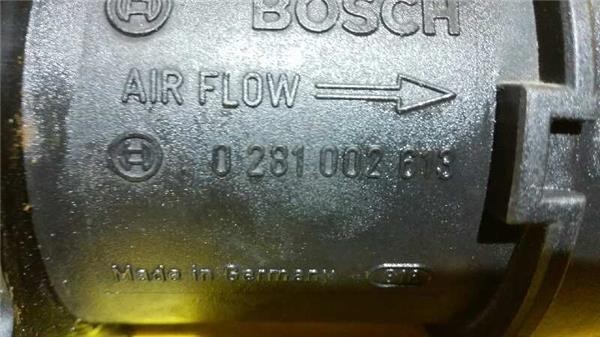 BOSCH
AIR FLOW
0 281 002 613
Made in Germany